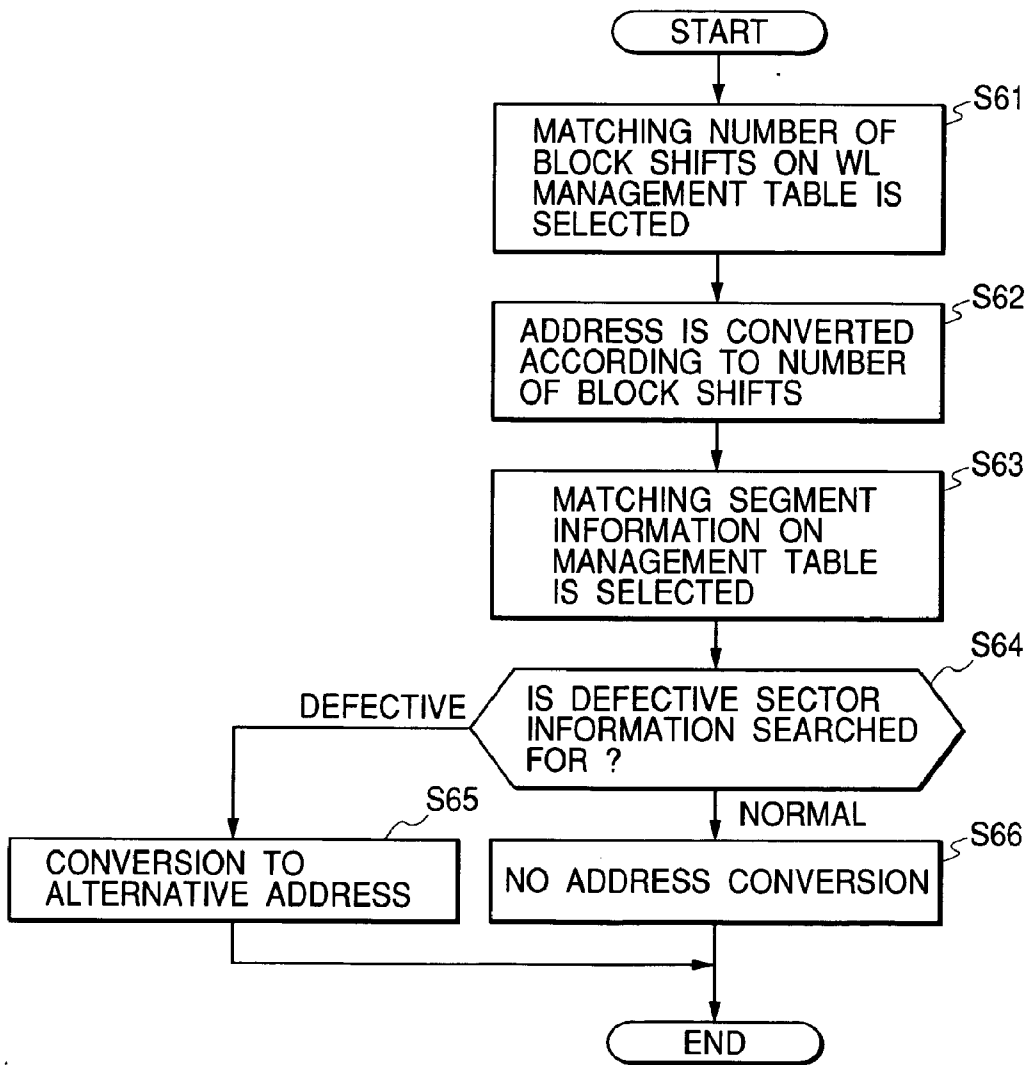 START
S61
MATCHING NUMBER OF
BLOCK SHIFTS ON WL
MANAGEMENT TABLE IS
SELECTED
S62
ADDRESS IS CONVERTED
ACCORDING TO NUMBER
OF BLOCK SHIFTS
S63
MATCHING SEGMENT
INFORMATION ON
MANAGEMENT TABLE
IS SELECTED
S64
IS DEFECTIVE SECTOR
INFORMATION SEARCHED
FOR ?
DEFECTIVE
NORMAL
S65
CONVERSION TO
ALTERNATIVE ADDRESS
S66
NO ADDRESS CONVERSION
END